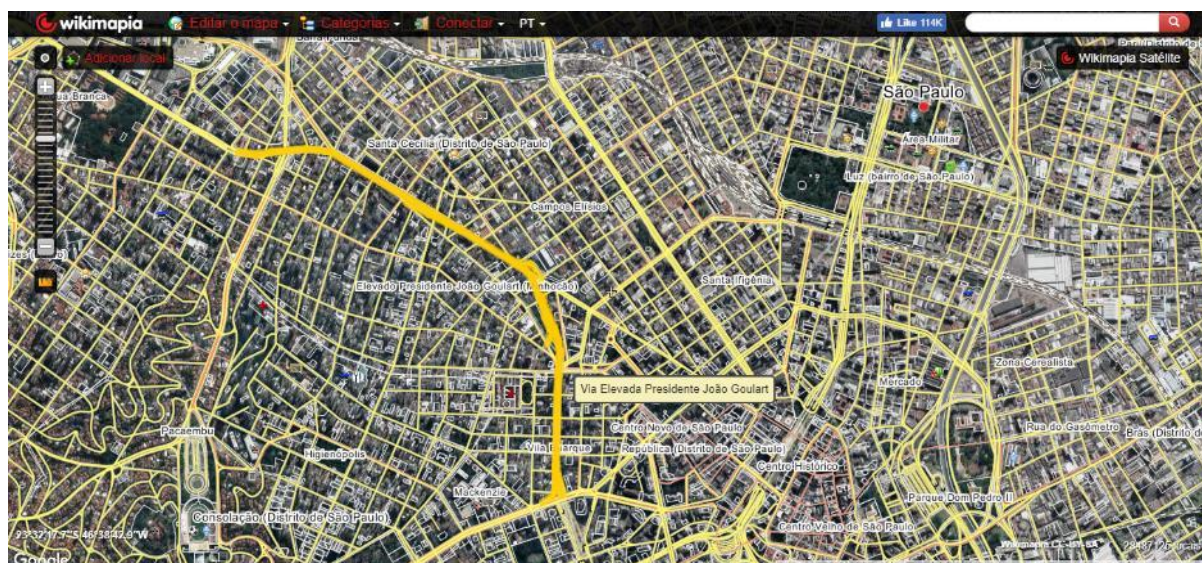 wikimapia Editar o mapa Categorias Conectar PT Like 114K
Adicionar local
Wikimapia Satélite
São Paulo
Área Militar
Santa Cecília (Distrito de São Paulo)
Luz (bairro de São Paulo)
Campos Elísios
Santa Ifigênia
Elevado Presidente João Goulart (Minhocão)
Zona Cerealista
Via Elevada Presidente João Goulart
Mercado
Pacaembu
Centro Novo de São Paulo
Rua do Gasômetro
Vila Buarque
República (Distrito de São Paulo)
Higienópolis
Centro Histórico
Mackenzie
Parque Dom Pedro II
Consolação (Distrito de São Paulo)
Centro Velho de São Paulo
Google